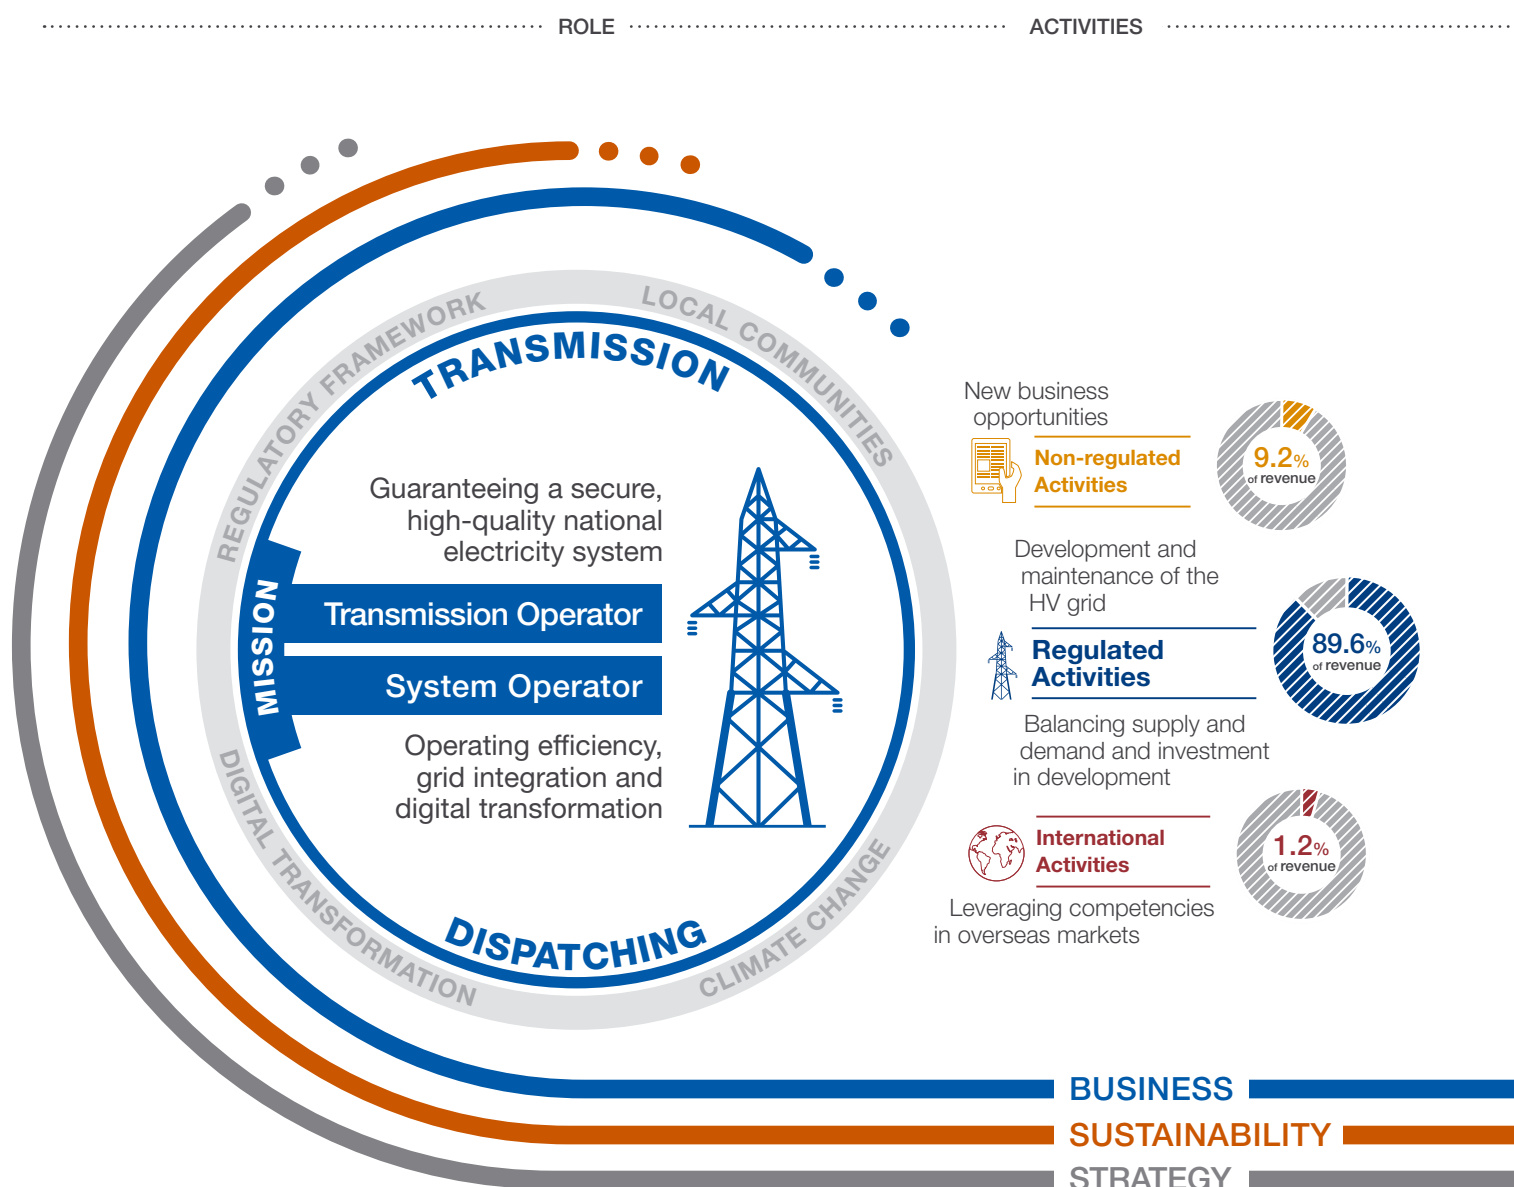 ROLE
ACTIVITIES
REGULATORY FRAMEWORK
LOCAL COMMUNITIES
TRANSMISSION
Guaranteeing a secure,
high-quality national
electricity system
MISSION
Transmission Operator
System Operator
Operating efficiency,
grid integration and
digital transformation
DISPATCHING
DIGITAL TRANSFORMATION
CLIMATE CHANGE
New business
opportunities
Non-regulated
Activities
9.2%
of revenue
Development and
maintenance of the
HV grid
Regulated
Activities
89.6%
of revenue
Balancing supply and
demand and investment
in development
International
Activities
1.2%
of revenue
Leveraging competencies
in overseas markets
BUSINESS
SUSTAINABILITY
STRATEGY